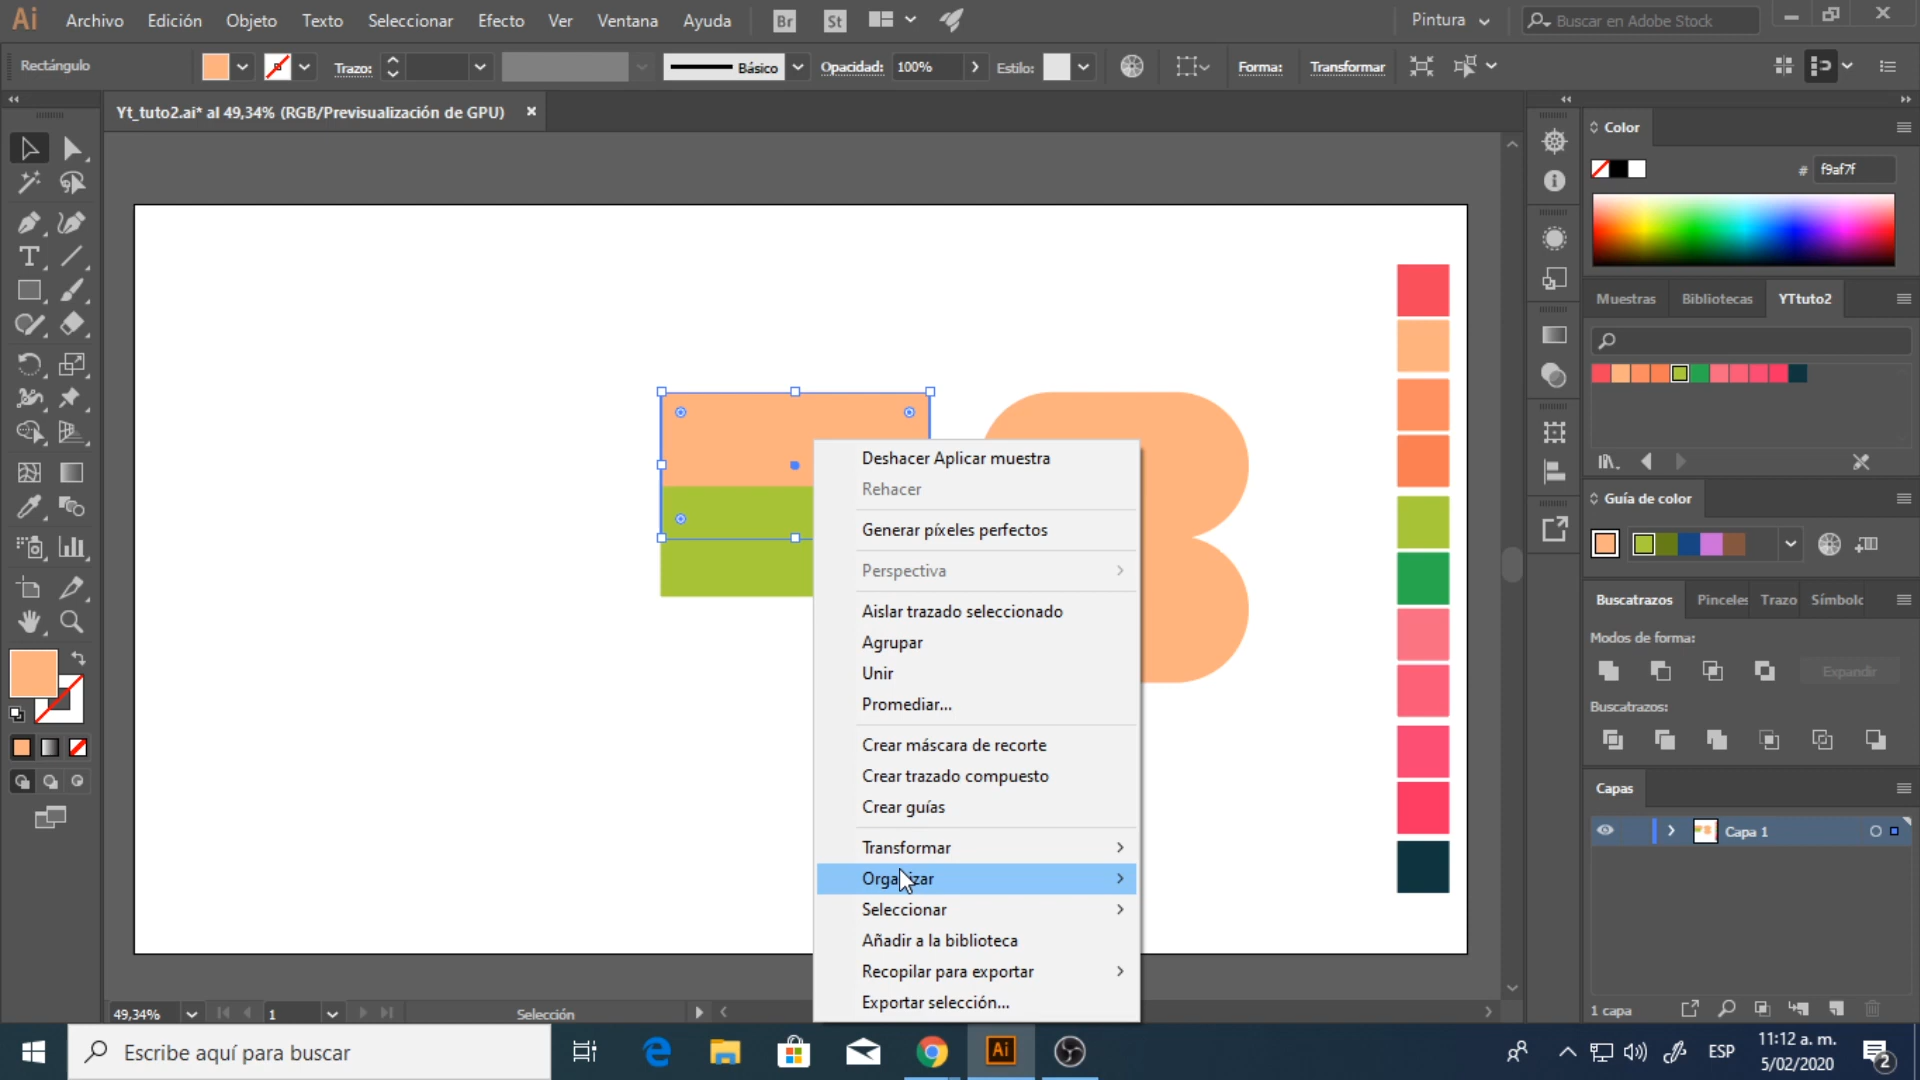 Ai Archivo Edición Objeto Texto Seleccionar Efecto Ver Ventana Ayuda Br St Pintura Buscar en Adobe Stock
Rectángulo Trazo: Básico Opacidad: 100% Estilo: Forma: Transformar
Yt_tuto2.ai* al 49,34% (RGB/Previsualización de GPU)
Color
# f9af7f
Muestras Bibliotecas YTtuto2
Deshacer Aplicar muestra
Rehacer
Generar píxeles perfectos
Perspectiva
Aislar trazado seleccionado
Agrupar
Unir
Promediar...
Crear máscara de recorte
Crear trazado compuesto
Crear guías
Transformar
Organizar
Seleccionar
Añadir a la biblioteca
Recopilar para exportar
Exportar selección...
Guía de color
Buscatrazos Pinceles Trazo Símbolc
Modos de forma:
Expandir
Buscatrazos:
Capas
Capa 1
1 capa
49,34% 1 Selección
Escribe aquí para buscar
Ai
ESP
11:12 a. m.
5/02/2020
2